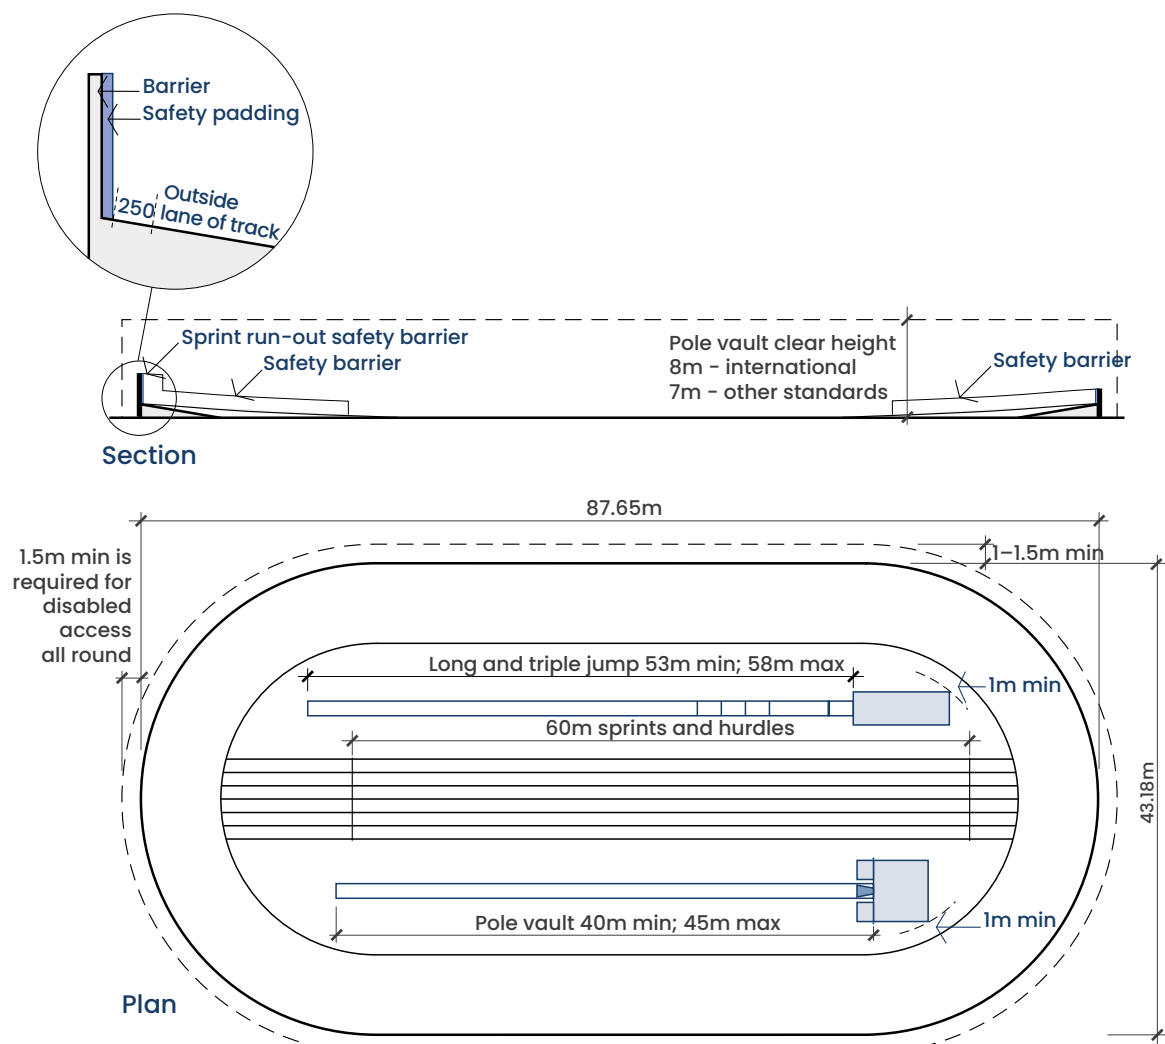 Barrier
Safety padding
250
Outside
lane of track
Sprint run-out safety barrier
Safety barrier
Pole vault clear height
8m - international
7m - other standards
Safety barrier
Section
87.65m
1.5m min is
required for
disabled
access
all round
1–1.5m min
Long and triple jump 53m min; 58m max
1m min
60m sprints and hurdles
43.18m
Pole vault 40m min; 45m max
1m min
Plan